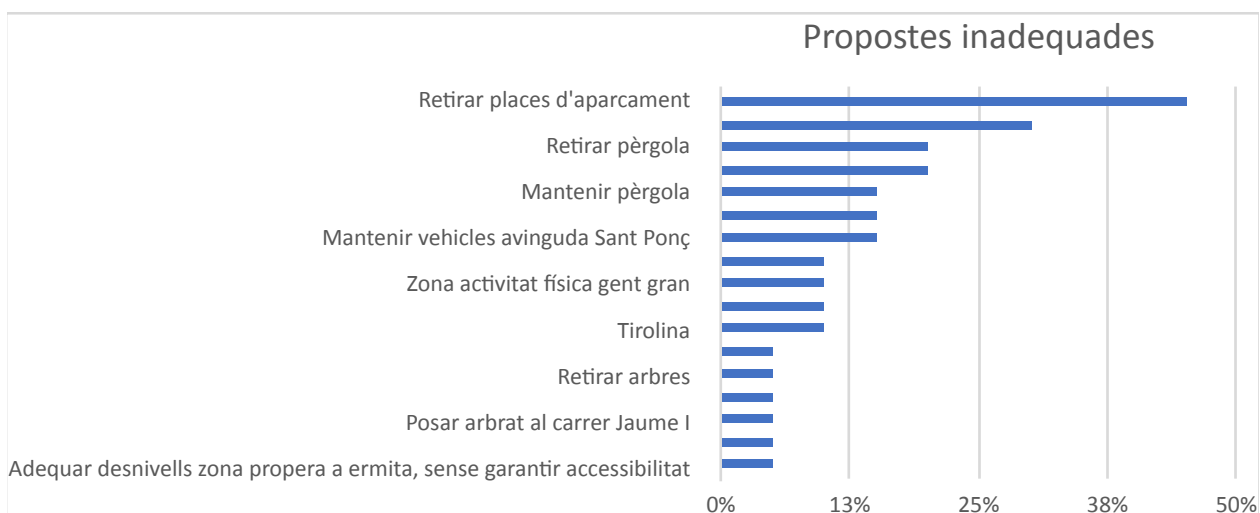 Propostes inadequades
Retirar places d'aparcament
Retirar pèrgola
Mantenir pèrgola
Mantenir vehicles avinguda Sant Ponç
Zona activitat física gent gran
Tirolina
Retirar arbres
Posar arbrat al carrer Jaume I
Adequar desnivells zona propera a ermita, sense garantir accessibilitat
0% 13% 25% 38% 50%